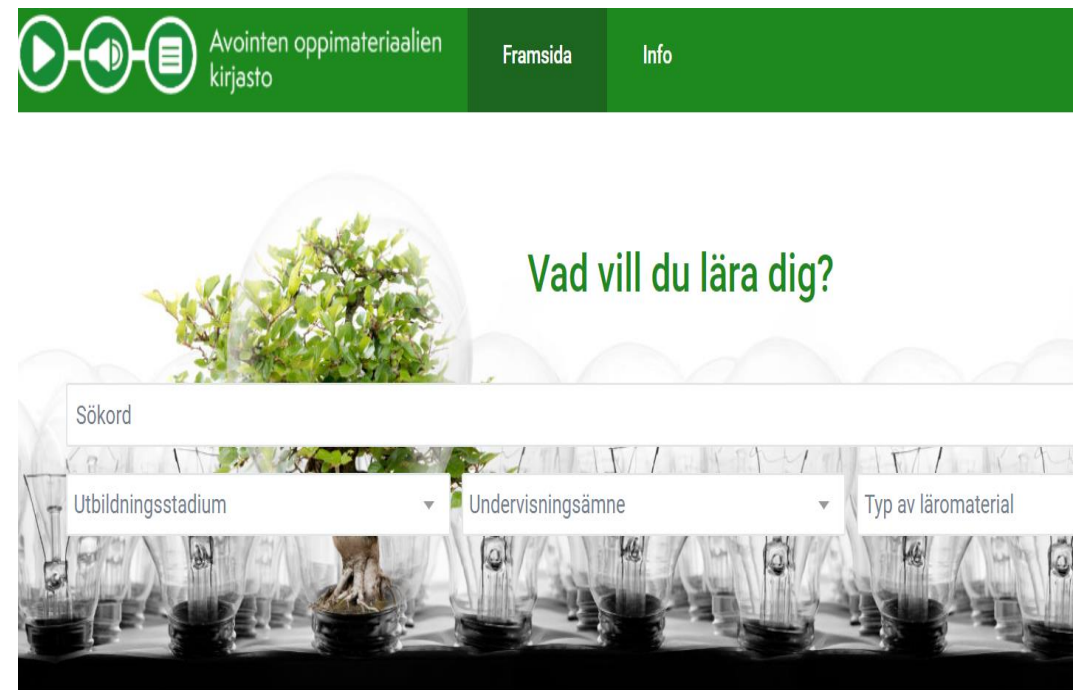 Avointen oppimateriaalien
kirjasto
Framsida
Info
Vad vill du lära dig?
Sökord
Utbildningsstadium
Undervisningsämne
Typ av läromaterial